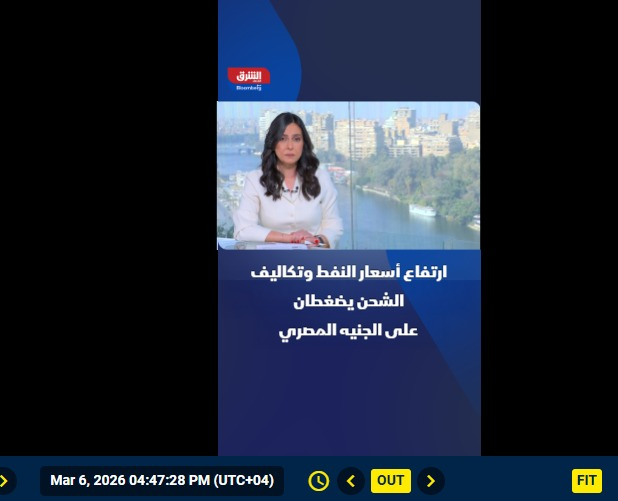 الشرق
Bloomberg
ارتفاع أسعار النفط وتكاليف
الشحن يضغطان
على الجنيه المصري
Mar 6, 2026 04:47:28 PM (UTC+04)
OUT
FIT